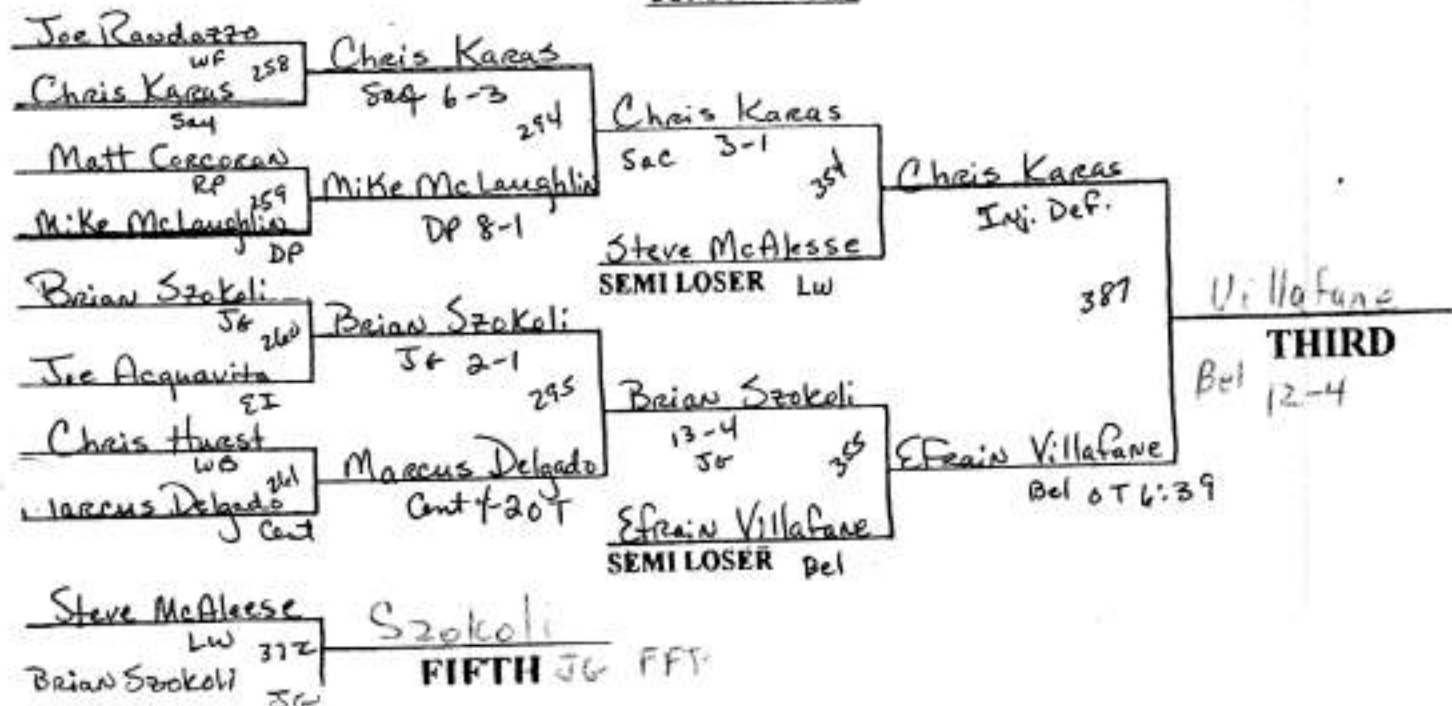 Joe Randazzo
WF 258
Chris Karas
Say
Chris Karas
Saq 6-3
Matt Corcoran
RP 259
Mike McLaughlin
DP
Mike McLaughlin
DP 8-1
294
Chris Karas
Sac 3-1
Steve McAlesse
SEMI LOSER LW
354
Chris Karas
Inj. Def.
Brian Szokoli
JG 260
Joe Acquavita
EI
Brian Szokoli
JG 2-1
Chris Hurst
WB 261
Marcus Delgado
Cent
Marcus Delgado
Cent 4-2 OT
295
Brian Szokoli
13-4
JG
Efrain Villafane
SEMI LOSER Bel
355
Efrain Villafane
Bel OT 6:39
387
Villafane
THIRD
Bel 12-4
Steve McAleese
LW 372
Brian Szokoli
JG
Szokoli
FIFTH JG FFT